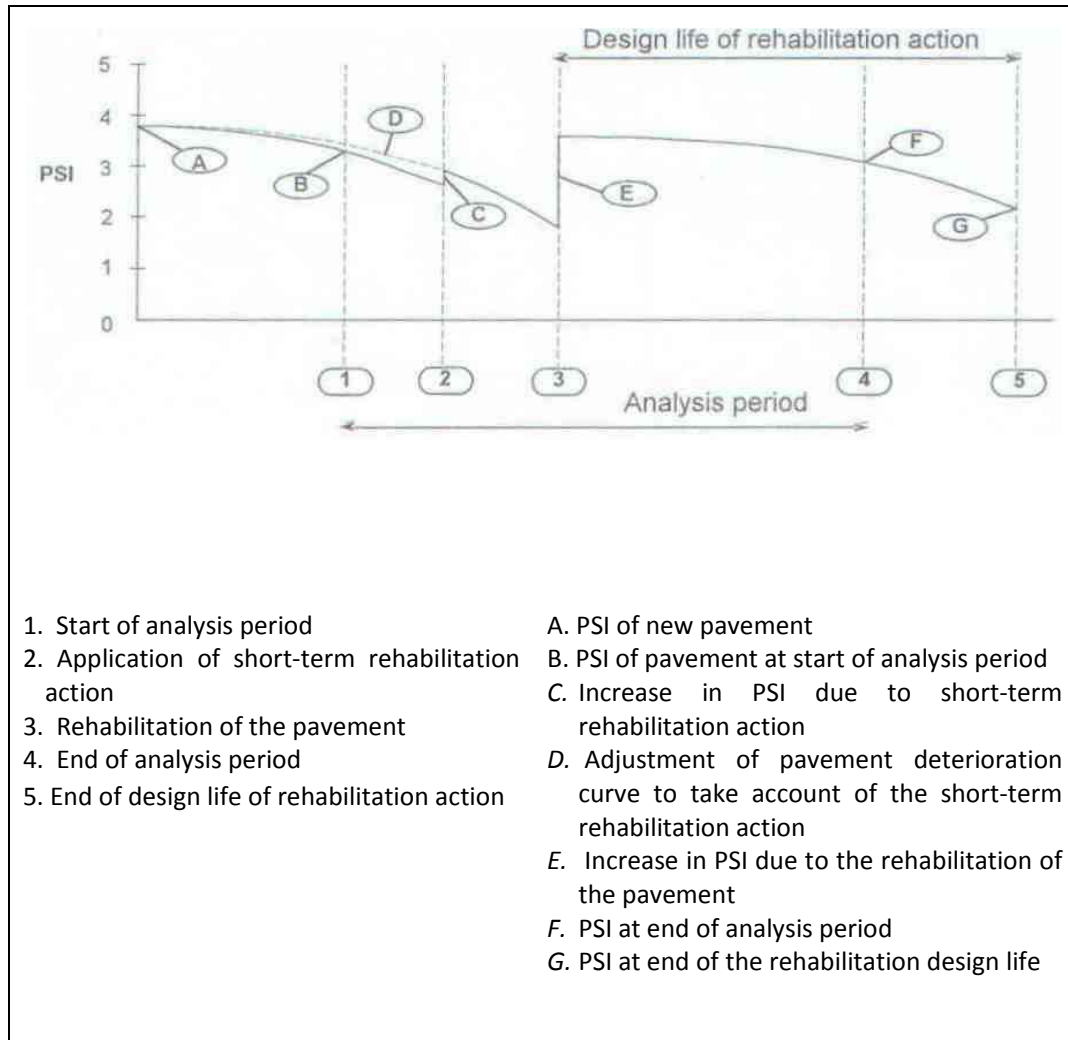 Design life of rehabilitation action
5
4
3
2
1
0
PSI
A
B
C
D
E
F
G
1
2
3
4
5
Analysis period
1. Start of analysis period
2. Application of short-term rehabilitation
action
3. Rehabilitation of the pavement
4. End of analysis period
5. End of design life of rehabilitation action
A. PSI of new pavement
B. PSI of pavement at start of analysis period
C. Increase in PSI due to short-term
rehabilitation action
D. Adjustment of pavement deterioration
curve to take account of the short-term
rehabilitation action
E. Increase in PSI due to the rehabilitation of
the pavement
F. PSI at end of analysis period
G. PSI at end of the rehabilitation design life